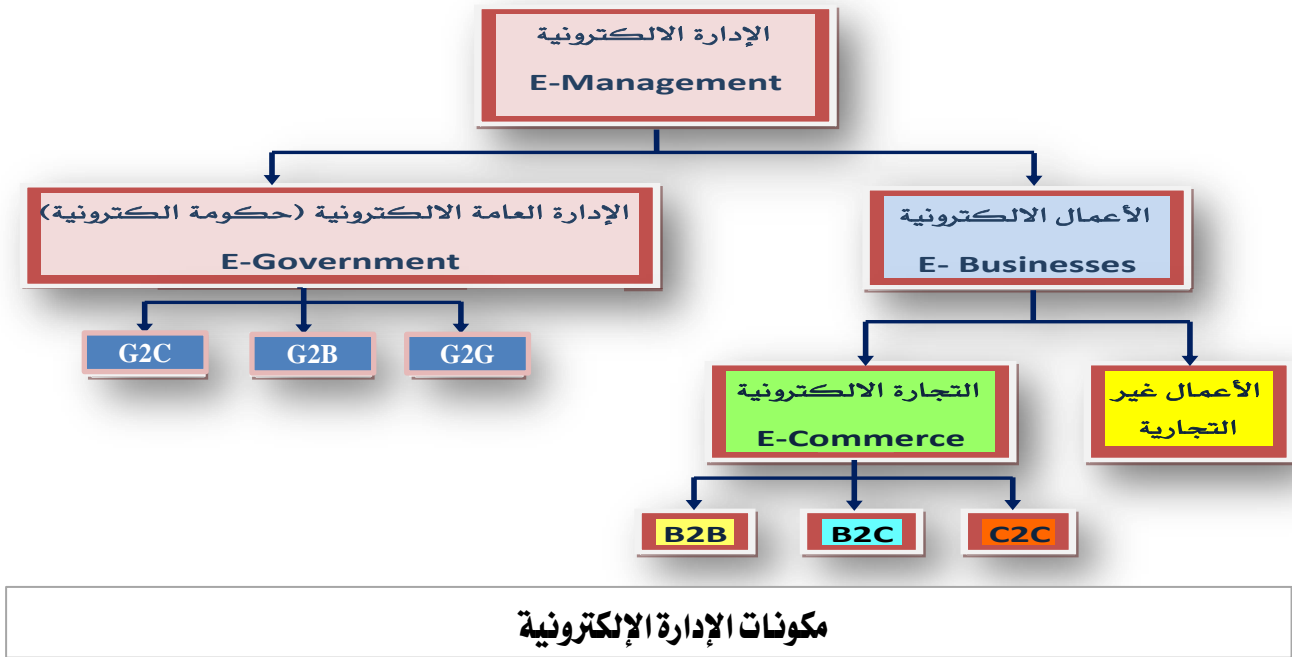 الإدارة الالكترونية
E-Management
الإدارة العامة الالكترونية (حكومة الكترونية)
E-Government
الأعمال الالكترونية
E- Businesses
G2C
G2B
G2G
التجارة الالكترونية
E-Commerce
الأعمال غير
التجارية
B2B
B2C
C2C
مكونات الإدارة الإلكترونية